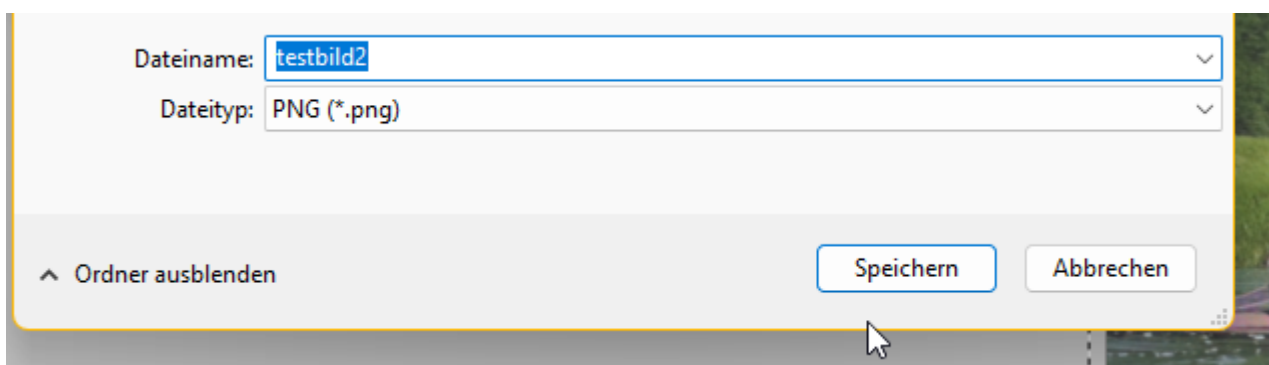 Dateiname: testbild2
Dateityp: PNG (*.png)
Ordner ausblenden Speichern Abbrechen